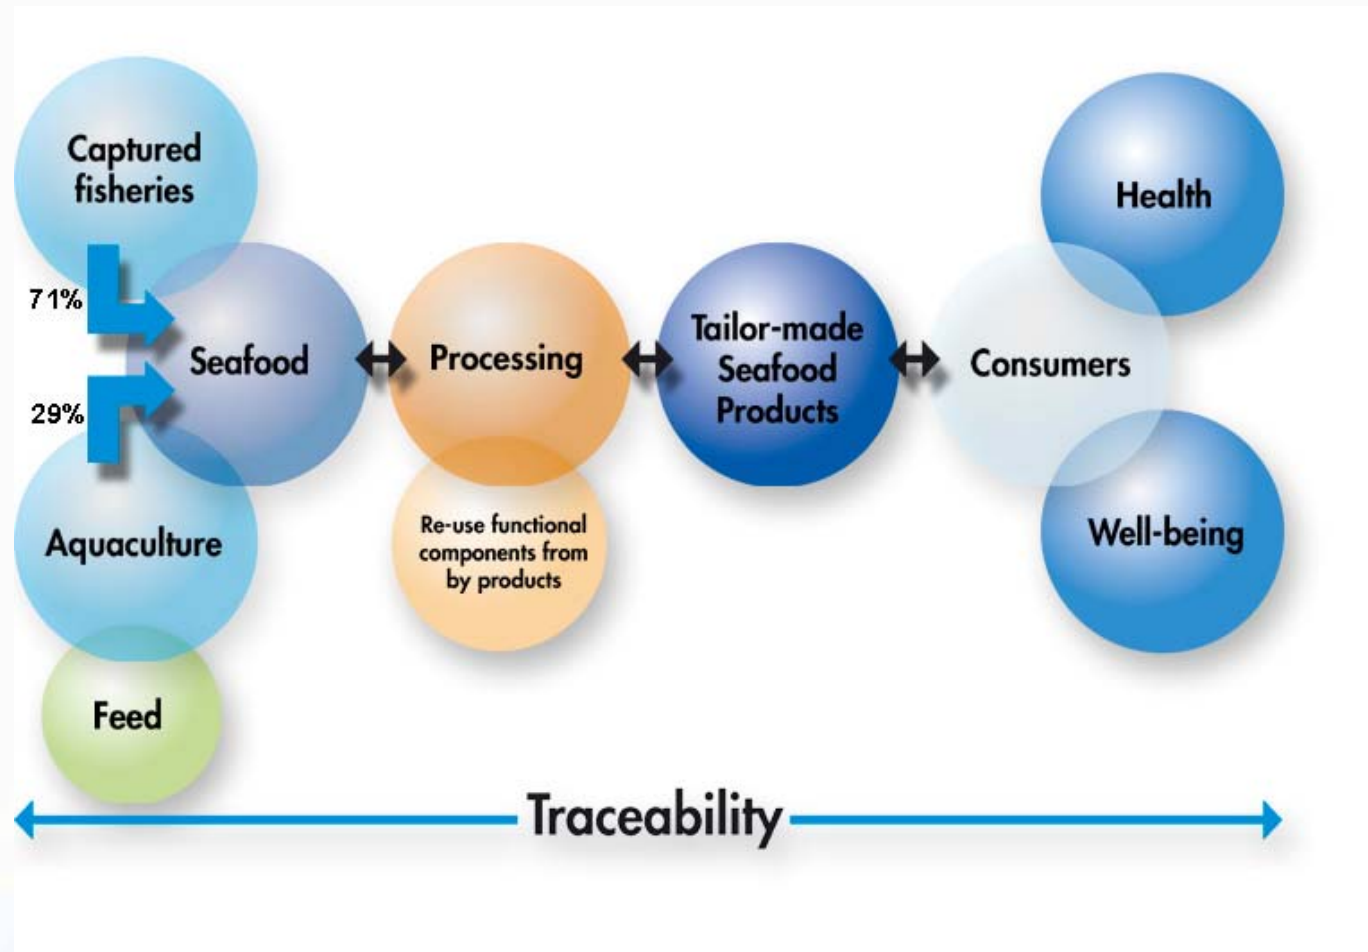 Captured
fisheries
71%
Seafood
29%
Aquaculture
Feed
Processing
Re-use functional
components from
by products
Tailor-made
Seafood
Products
Consumers
Health
Well-being
Traceability